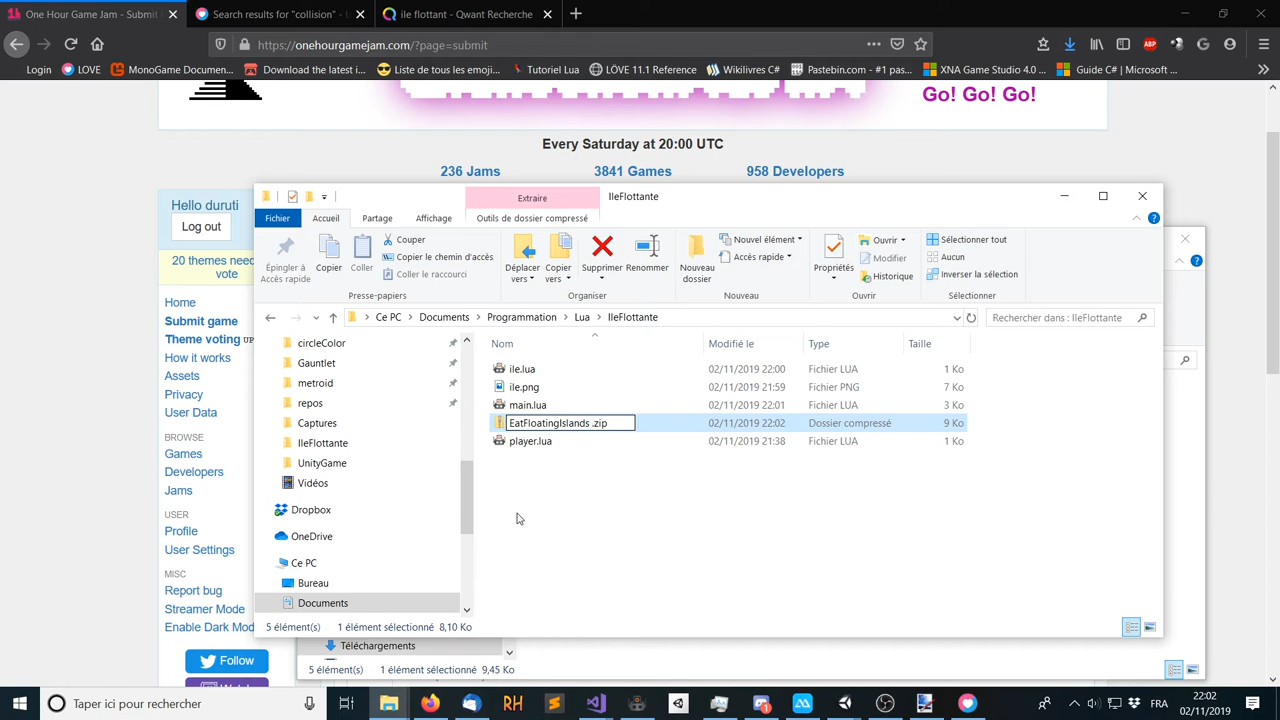 One Hour Game Jam - Submit
Search results for "collision" - L
ile flottant - Qwant Recherche
https://onehourgamejam.com/?page=submit
Login
LÖVE
MonoGame Documen...
Download the latest i...
Liste de tous les emoji...
Tutoriel Lua
LÖVE 11.1 Reference
Wikilivres C#
Pastebin.com - #1 pas...
XNA Game Studio 4.0 ...
Guide C# | Microsoft ...
ABP
Go! Go! Go!
Every Saturday at 20:00 UTC
236 Jams 3841 Games 958 Developers
Hello duruti
Log out
20 themes need
vote
Home
Submit game
Theme voting
How it works
Assets
Privacy
User Data
BROWSE
Games
Developers
Jams
USER
Profile
User Settings
MISC
Report bug
Streamer Mode
Enable Dark Mod
Follow
Extraire
IleFlottante
Fichier Accueil Partage Affichage Outils de dossier compressé
Épingler à
Accès rapide
Copier
Coller
Couper
Copier le chemin d'accès
Coller le raccourci
Presse-papiers
Déplacer
vers
Copier
vers
Supprimer
Renommer
Organiser
Nouveau
dossier
Nouvel élément
Accès rapide
Nouveau
Propriétés
Ouvrir
Modifier
Historique
Ouvrir
Sélectionner tout
Aucun
Inverser la sélection
Sélectionner
Ce PC Documents Programmation Lua IleFlottante
Rechercher dans : IleFlottante
circleColor
Gauntlet
metroid
repos
Captures
IleFlottante
UnityGame
Vidéos
Dropbox
OneDrive
Ce PC
Bureau
Documents
Nom Modifié le Type Taille
ile.lua 02/11/2019 22:00 Fichier LUA 1 Ko
ile.png 02/11/2019 21:59 Fichier PNG 7 Ko
main.lua 02/11/2019 22:01 Fichier LUA 3 Ko
EatFloatingIslands .zip 02/11/2019 22:02 Dossier compressé 9 Ko
player.lua 02/11/2019 21:38 Fichier LUA 1 Ko
5 élément(s) 1 élément sélectionné 8,10 Ko
Téléchargements
5 élément(s) 1 élément sélectionné 9,45 Ko
Taper ici pour rechercher
RH
FRA
22:02
02/11/2019